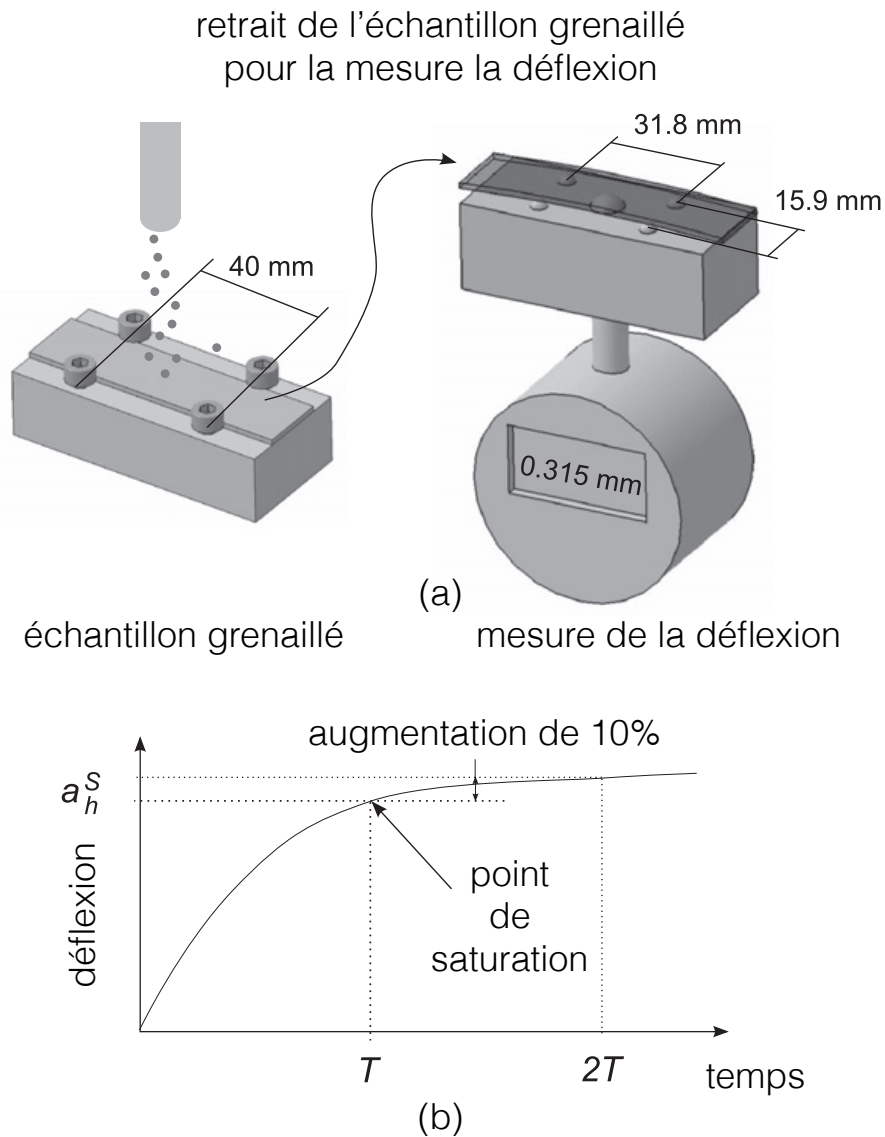 retrait de l'échantillon grenaillé
pour la mesure la déflexion
31.8 mm
15.9 mm
40 mm
0.315 mm
(a)
échantillon grenaillé
mesure de la déflexion
augmentation de 10%
a_h^S
déflexion
point
de
saturation
T
2T
temps
(b)